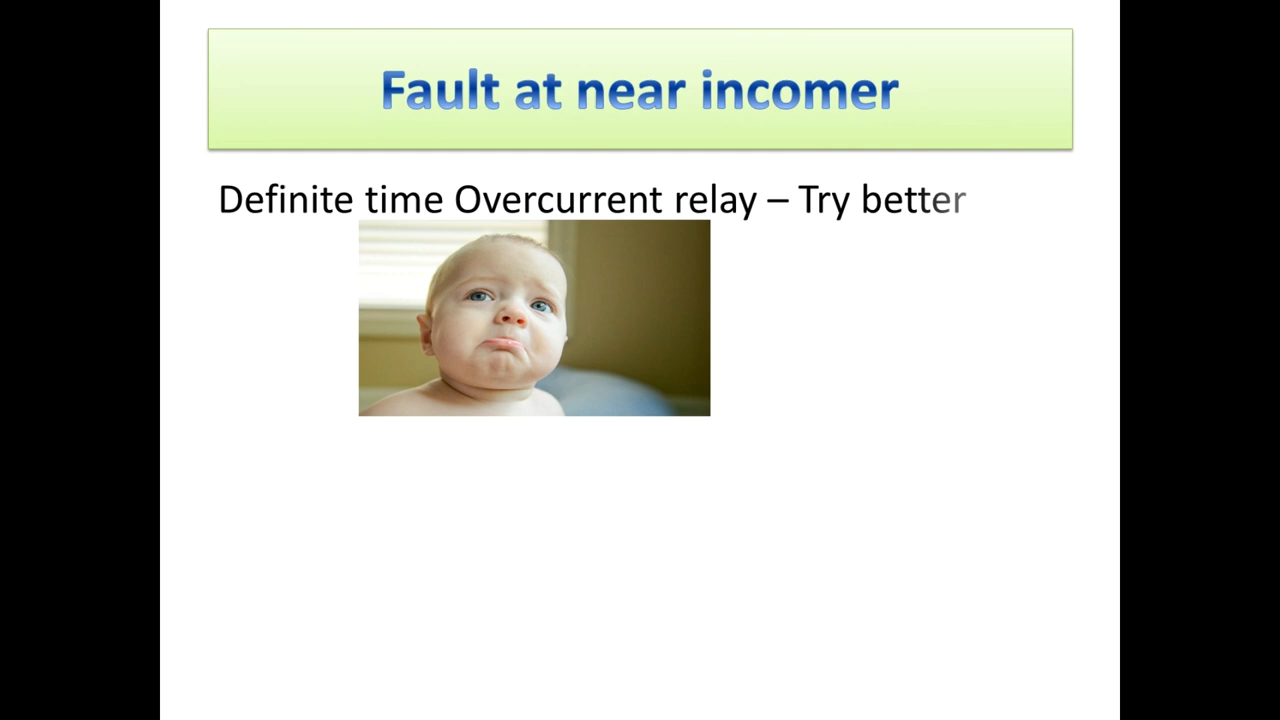 Fault at near incomer
Definite time Overcurrent relay – Try better